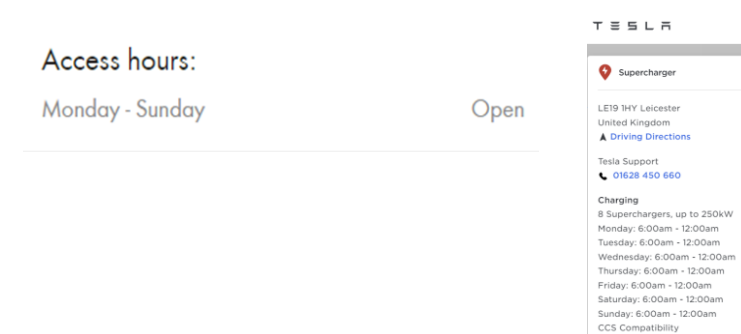 Access hours:
Monday - Sunday Open
TESLA
Supercharger
LE19 1HY Leicester
United Kingdom
Driving Directions
Tesla Support
01628 450 660
Charging
8 Superchargers, up to 250kW
Monday: 6:00am - 12:00am
Tuesday: 6:00am - 12:00am
Wednesday: 6:00am - 12:00am
Thursday: 6:00am - 12:00am
Friday: 6:00am - 12:00am
Saturday: 6:00am - 12:00am
Sunday: 6:00am - 12:00am
CCS Compatibility